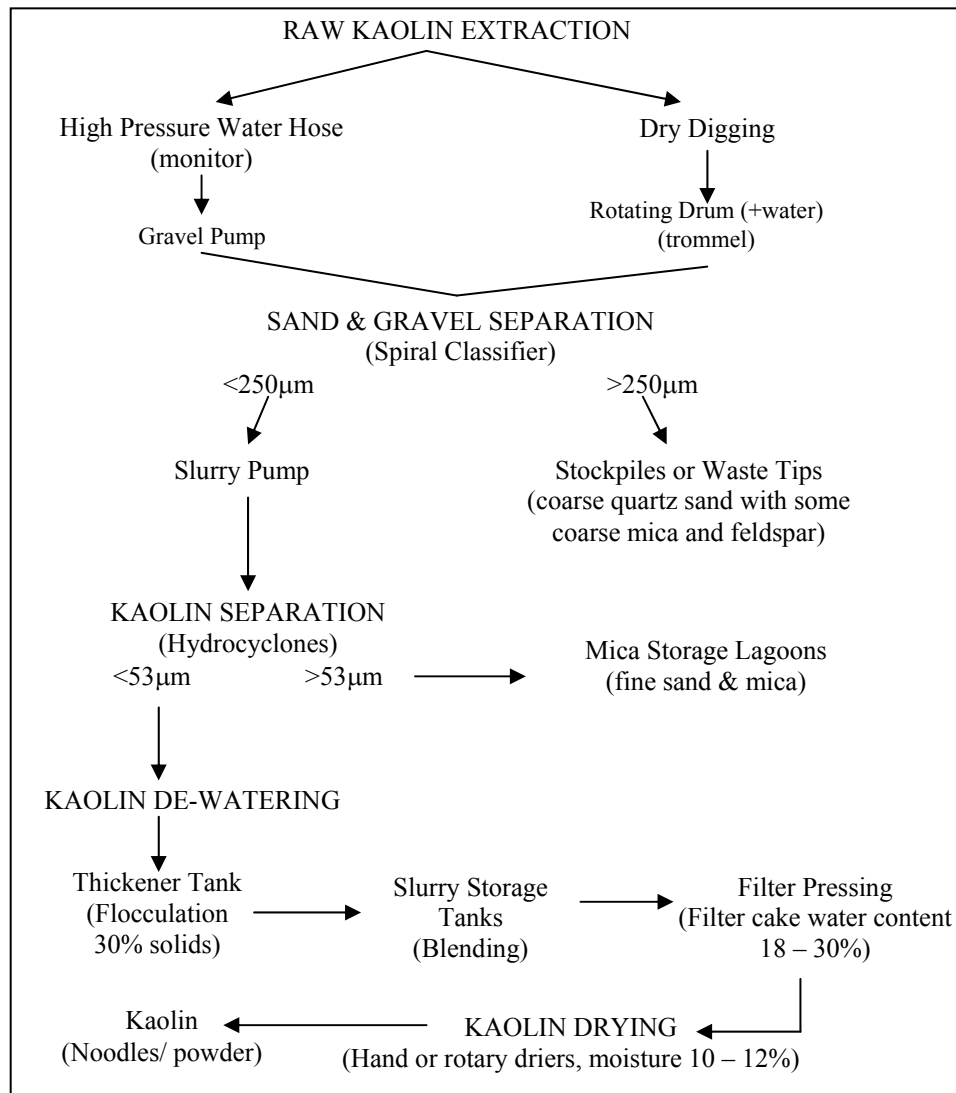 RAW KAOLIN EXTRACTION
High Pressure Water Hose
(monitor)
Dry Digging
Gravel Pump
Rotating Drum (+water)
(trommel)
SAND & GRAVEL SEPARATION
(Spiral Classifier)
<250μm
>250μm
Slurry Pump
Stockpiles or Waste Tips
(coarse quartz sand with some
coarse mica and feldspar)
KAOLIN SEPARATION
(Hydrocyclones)
<53μm
>53μm
Mica Storage Lagoons
(fine sand & mica)
KAOLIN DE-WATERING
Thickener Tank
(Flocculation
30% solids)
Slurry Storage
Tanks
(Blending)
Filter Pressing
(Filter cake water content
18 – 30%)
KAOLIN DRYING
(Hand or rotary driers, moisture 10 – 12%)
Kaolin
(Noodles/ powder)